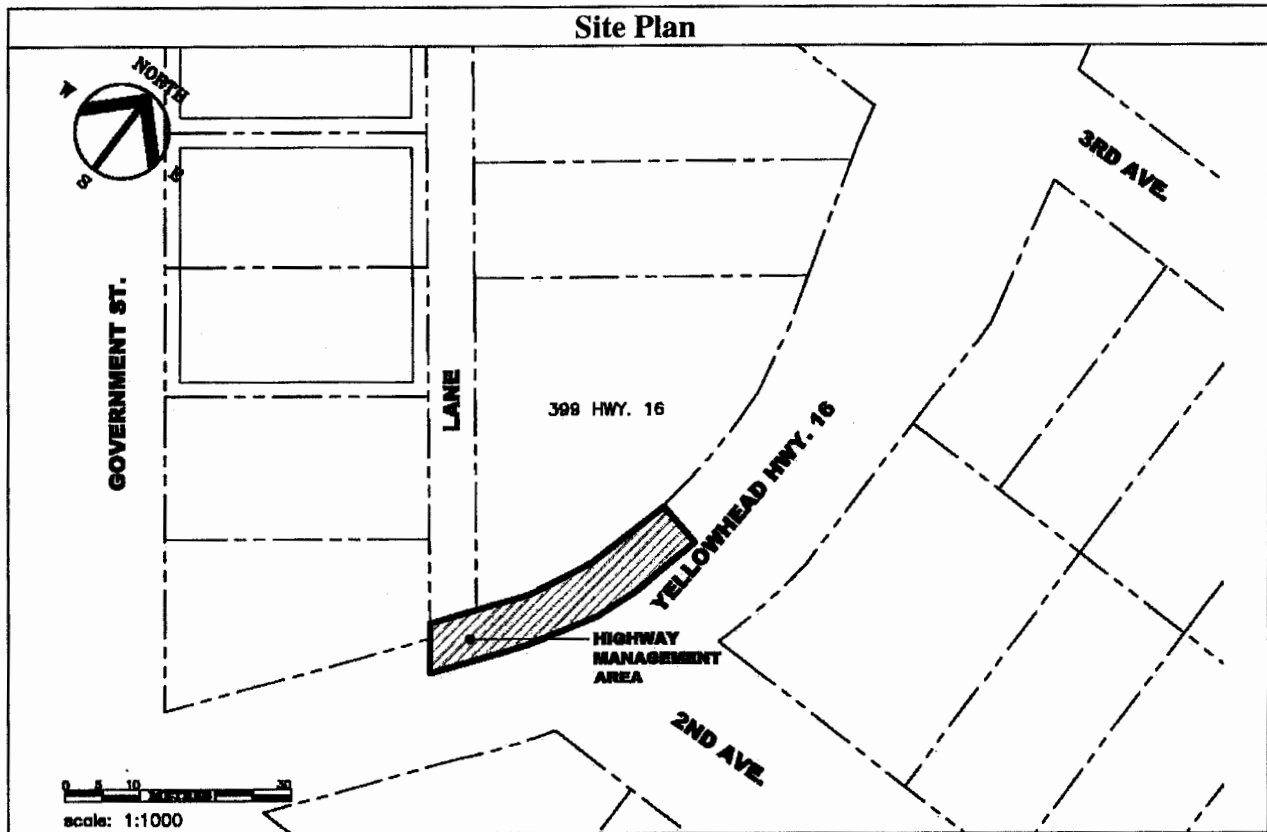 Site Plan
NORTH
W
S
E
GOVERNMENT ST.
LANE
399 HWY. 16
3RD AVE.
YELLOWHEAD HWY. 16
HIGHWAY
MANAGEMENT
AREA
2ND AVE.
0 5 10 30
METRES
scale: 1:1000